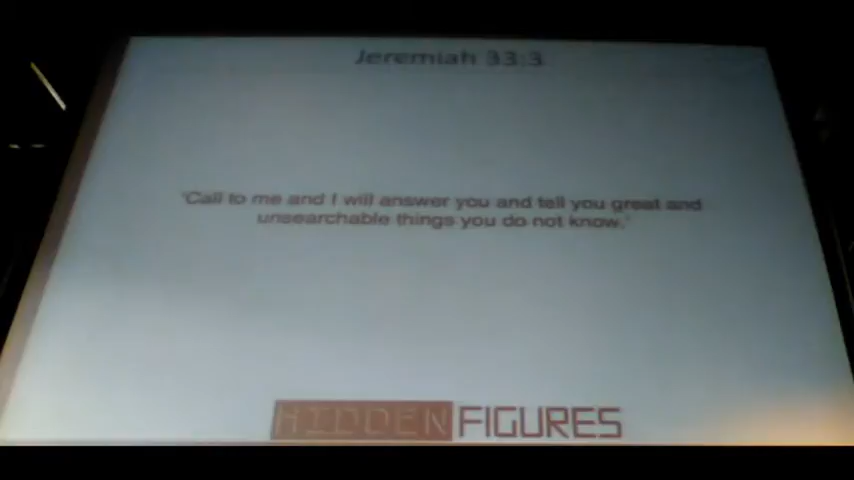 Jeremiah 33:3
'Call to me and I will answer you and tell you great and
unsearchable things you do not know.'
HIDDEN FIGURES